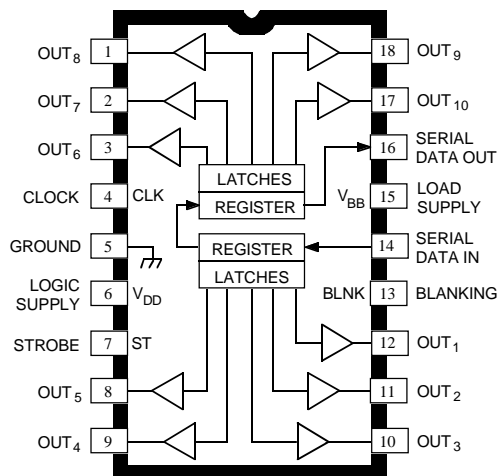 OUT8 1 18 OUT9
OUT7 2 17 OUT10
OUT6 3 16 SERIAL DATA OUT
LATCHES
REGISTER
CLOCK 4 CLK VBB 15 LOAD SUPPLY
GROUND 5 REGISTER 14 SERIAL DATA IN
LATCHES
LOGIC SUPPLY 6 VDD BLNK 13 BLANKING
STROBE 7 ST 12 OUT1
OUT5 8 11 OUT2
OUT4 9 10 OUT3